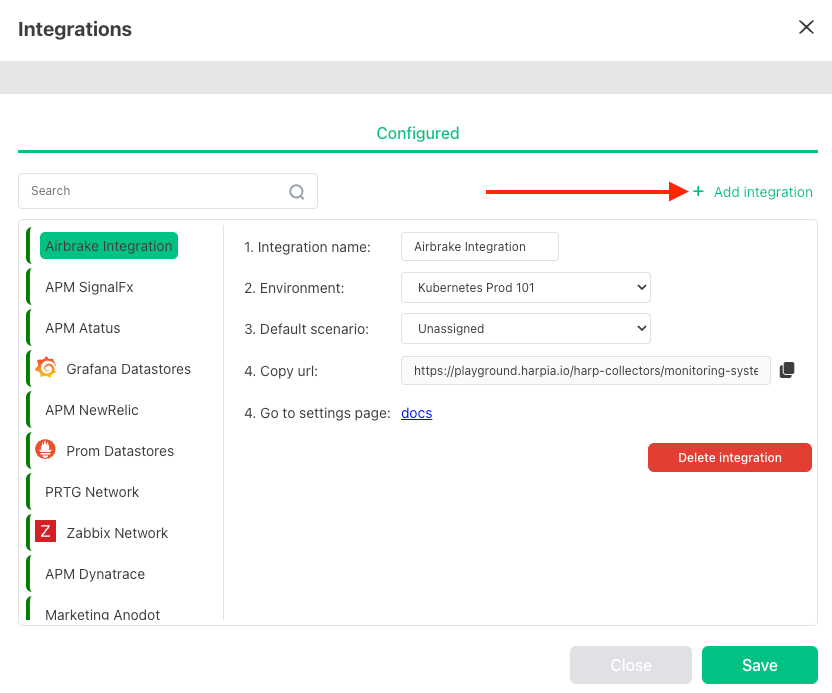 Integrations
Configured
Search
+ Add integration
Airbrake Integration
APM SignalFx
APM Atatus
Grafana Datastores
APM NewRelic
Prom Datastores
PRTG Network
Z Zabbix Network
APM Dynatrace
Marketing Anodot
1. Integration name: Airbrake Integration
2. Environment: Kubernetes Prod 101
3. Default scenario: Unassigned
4. Copy url: https://playground.harpia.io/harp-collectors/monitoring-syste
4. Go to settings page: docs
Delete integration
Close
Save